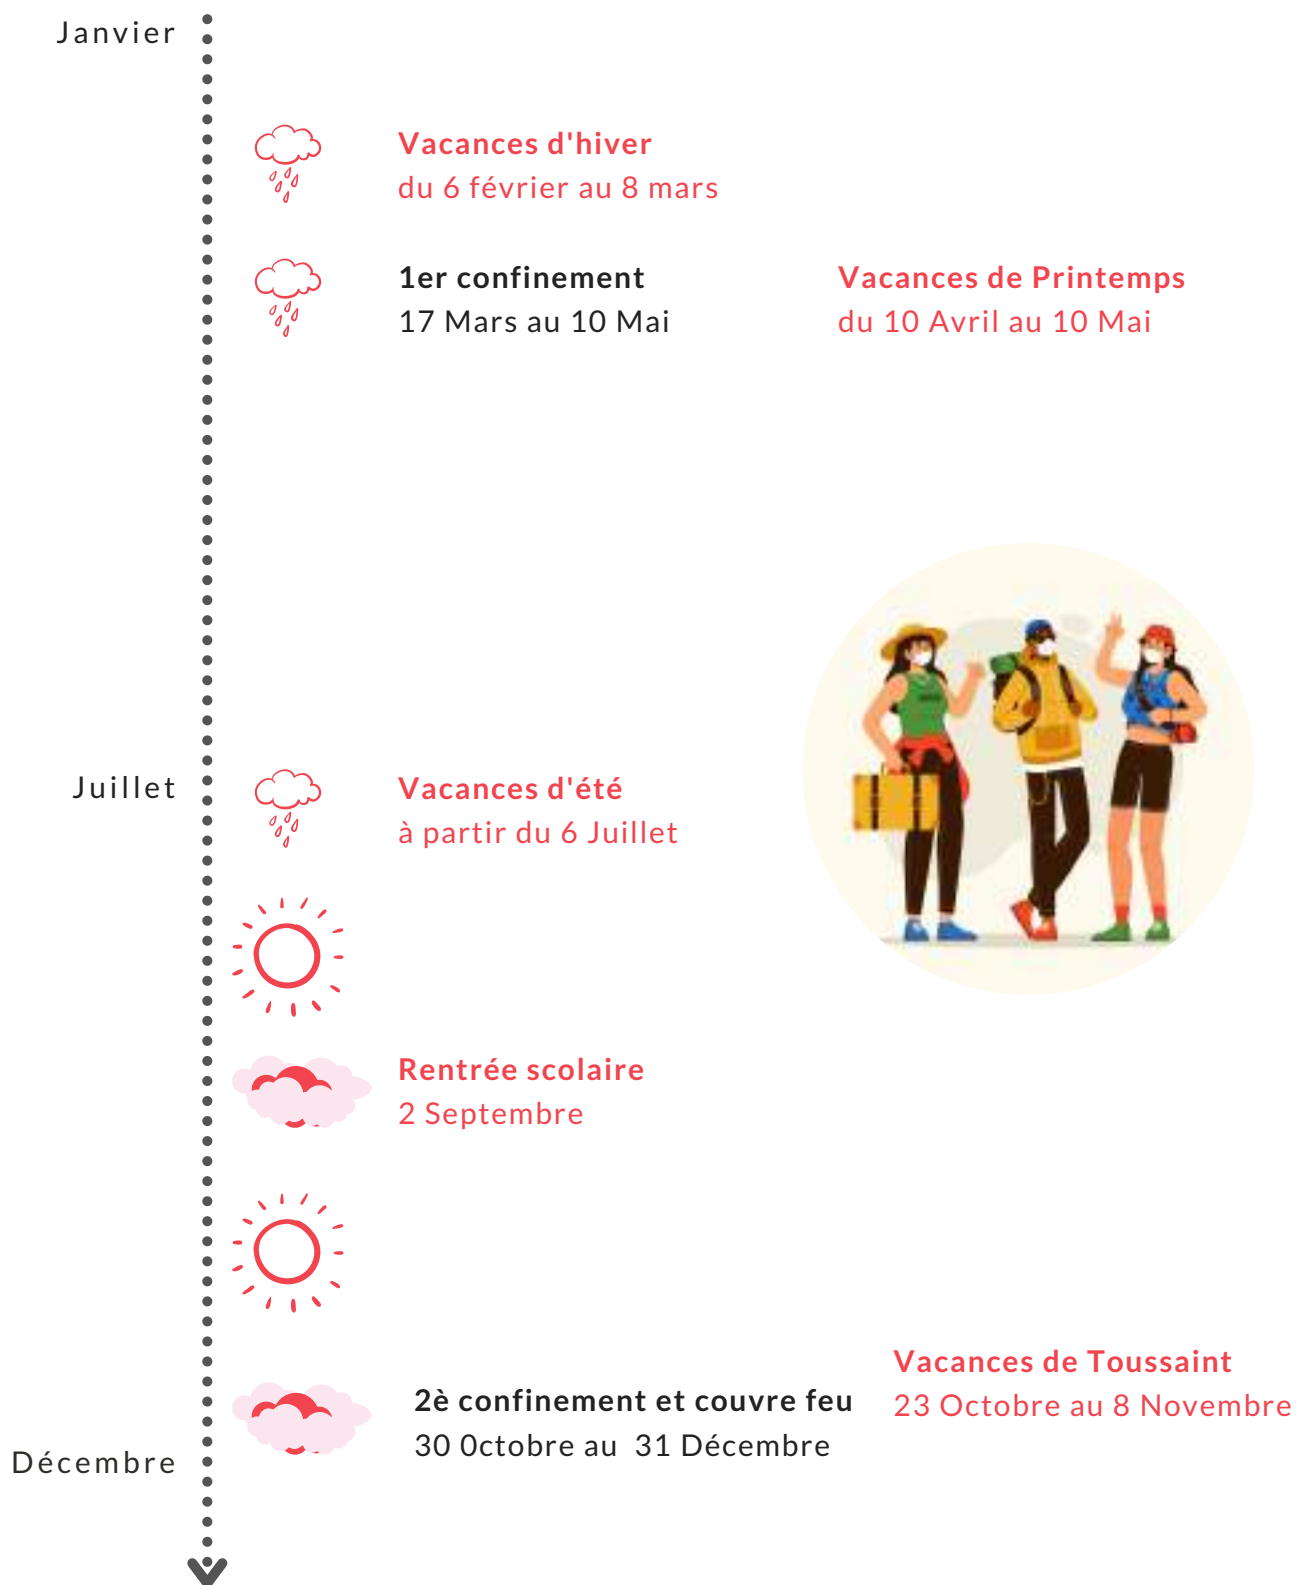 Janvier
Vacances d'hiver
du 6 février au 8 mars
1er confinement
17 Mars au 10 Mai
Vacances de Printemps
du 10 Avril au 10 Mai
Juillet
Vacances d'été
à partir du 6 Juillet
Rentrée scolaire
2 Septembre
Vacances de Toussaint
23 Octobre au 8 Novembre
2è confinement et couvre feu
30 0ctobre au 31 Décembre
Décembre